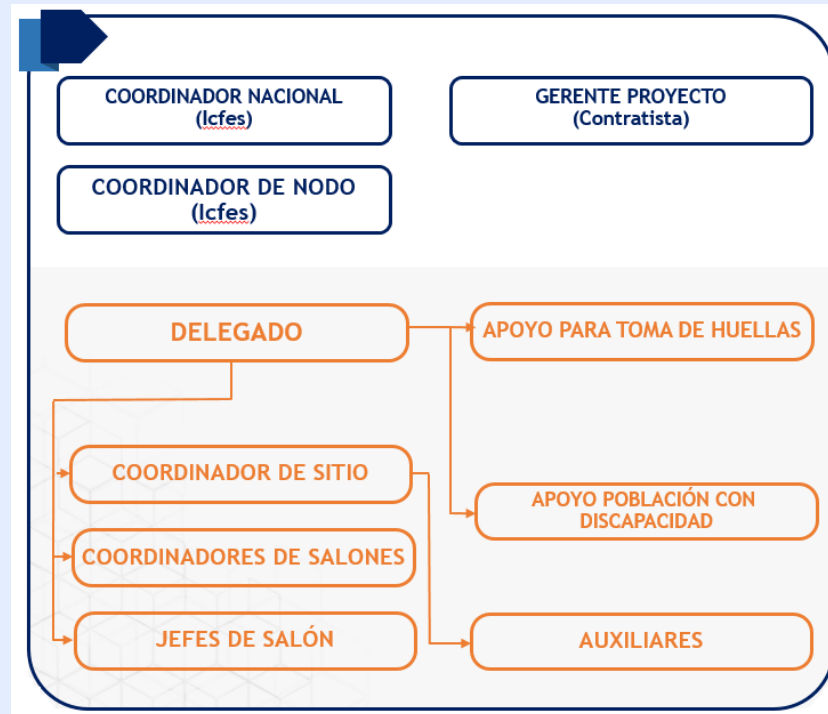 COORDINADOR NACIONAL
(Icfes)
GERENTE PROYECTO
(Contratista)
COORDINADOR DE NODO
(Icfes)
DELEGADO
APOYO PARA TOMA DE HUELLAS
COORDINADOR DE SITIO
APOYO POBLACIÓN CON
DISCAPACIDAD
COORDINADORES DE SALONES
JEFES DE SALÓN
AUXILIARES